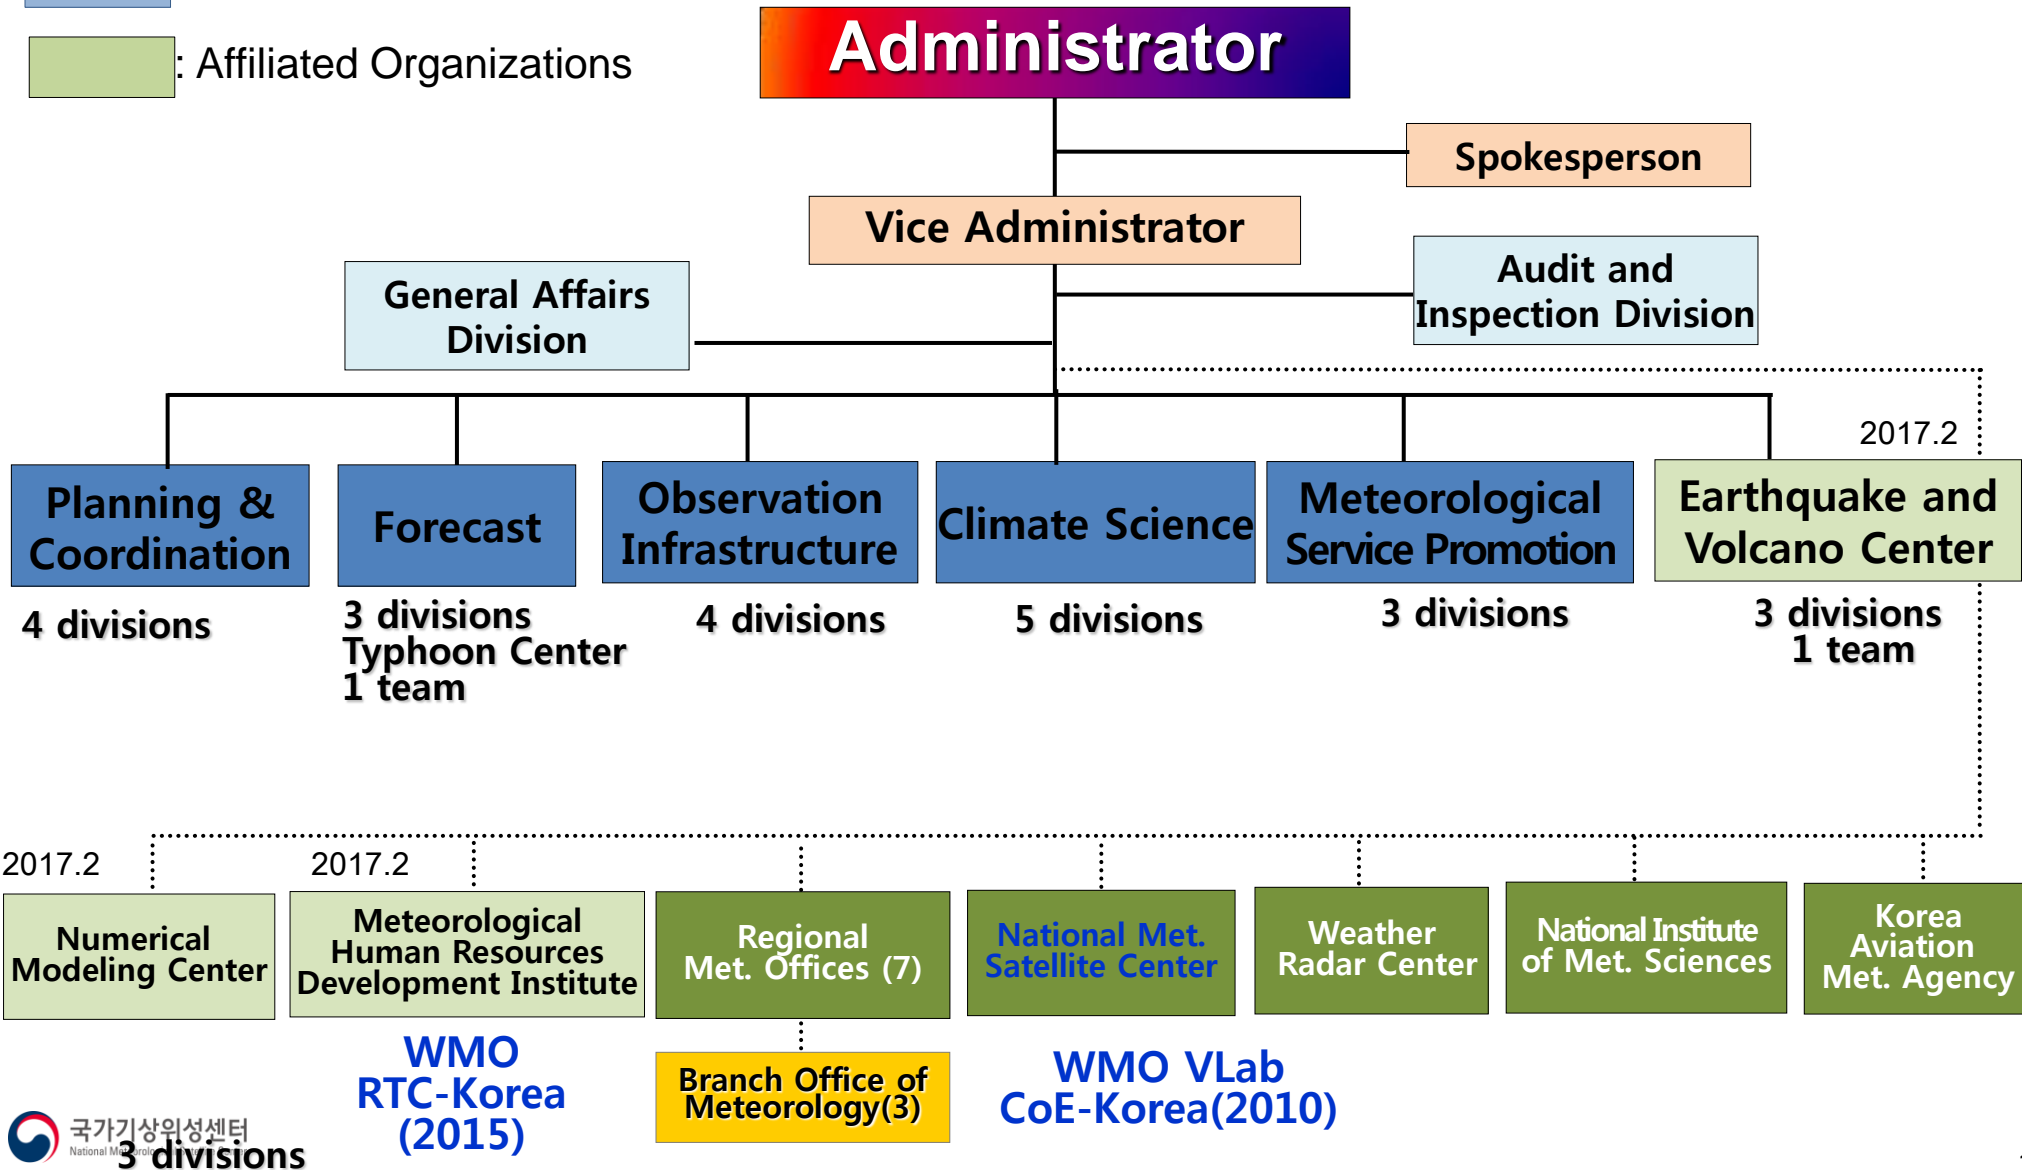 : Affiliated Organizations
Administrator
Spokesperson
Vice Administrator
General Affairs
Division
Audit and
Inspection Division
2017.2
Planning &
Coordination
Forecast
Observation
Infrastructure
Climate Science
Meteorological
Service Promotion
Earthquake and
Volcano Center
4 divisions
3 divisions
Typhoon Center
1 team
4 divisions
5 divisions
3 divisions
3 divisions
1 team
2017.2
2017.2
Numerical
Modeling Center
Meteorological
Human Resources
Development Institute
Regional
Met. Offices (7)
National Met.
Satellite Center
Weather
Radar Center
National Institute
of Met. Sciences
Korea
Aviation
Met. Agency
WMO
RTC-Korea
(2015)
Branch Office of
Meteorology(3)
WMO VLab
CoE-Korea(2010)
국가기상위성센터
3 divisions